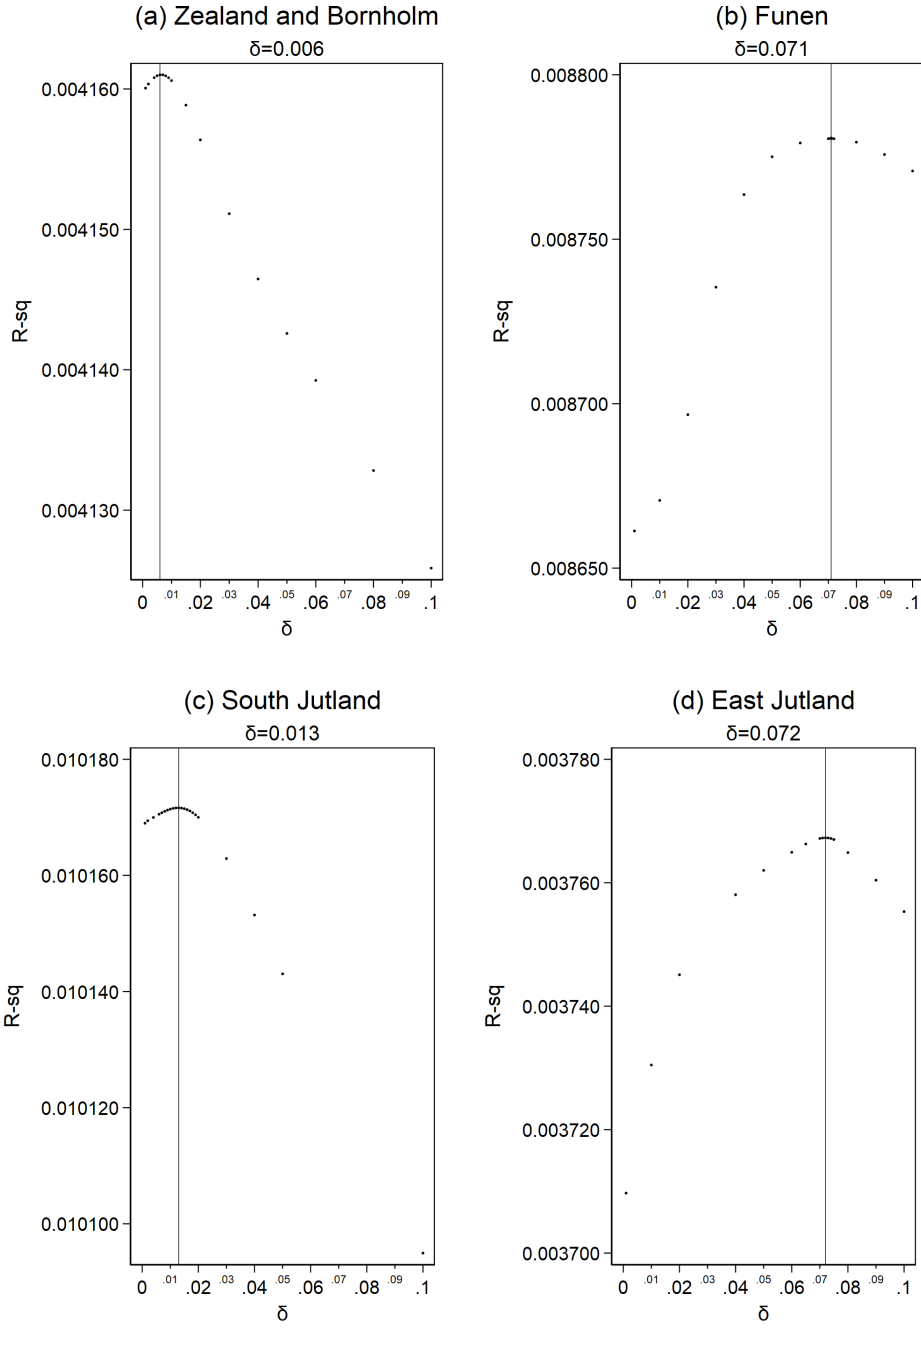 (a) Zealand and Bornholm
δ=0.006
0.004160
0.004150
0.004140
0.004130
R-sq
0 .01 .02 .03 .04 .05 .06 .07 .08 .09 .1
δ
(b) Funen
δ=0.071
0.008800
0.008750
0.008700
0.008650
R-sq
0 .01 .02 .03 .04 .05 .06 .07 .08 .09 .1
δ
(c) South Jutland
δ=0.013
0.010180
0.010160
0.010140
0.010120
0.010100
R-sq
0 .01 .02 .03 .04 .05 .06 .07 .08 .09 .1
δ
(d) East Jutland
δ=0.072
0.003780
0.003760
0.003740
0.003720
0.003700
R-sq
0 .01 .02 .03 .04 .05 .06 .07 .08 .09 .1
δ